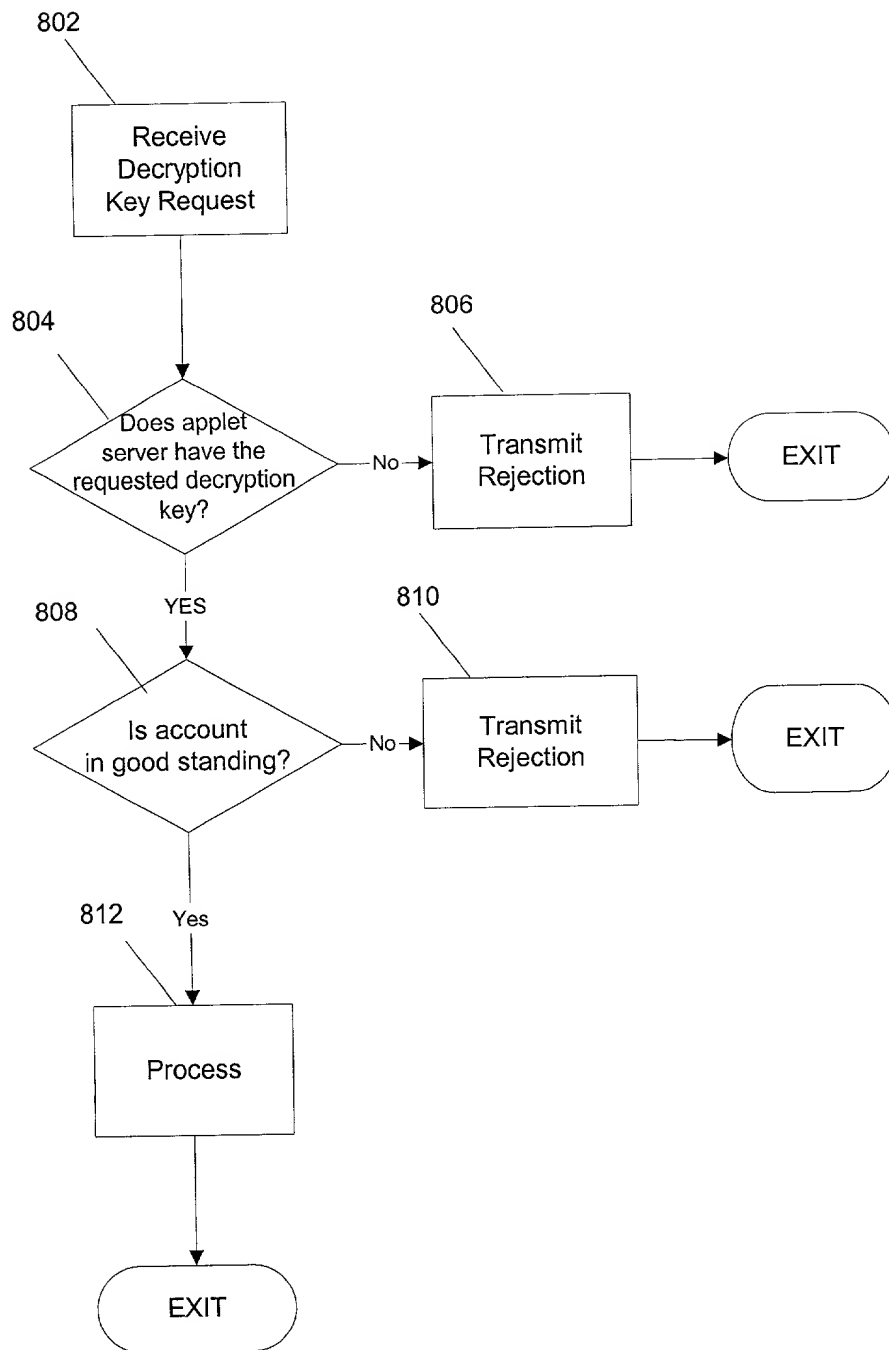 802
Receive
Decryption
Key Request
804
Does applet
server have the
requested decryption
key?
No
806
Transmit
Rejection
EXIT
YES
808
Is account
in good standing?
No
810
Transmit
Rejection
EXIT
Yes
812
Process
EXIT